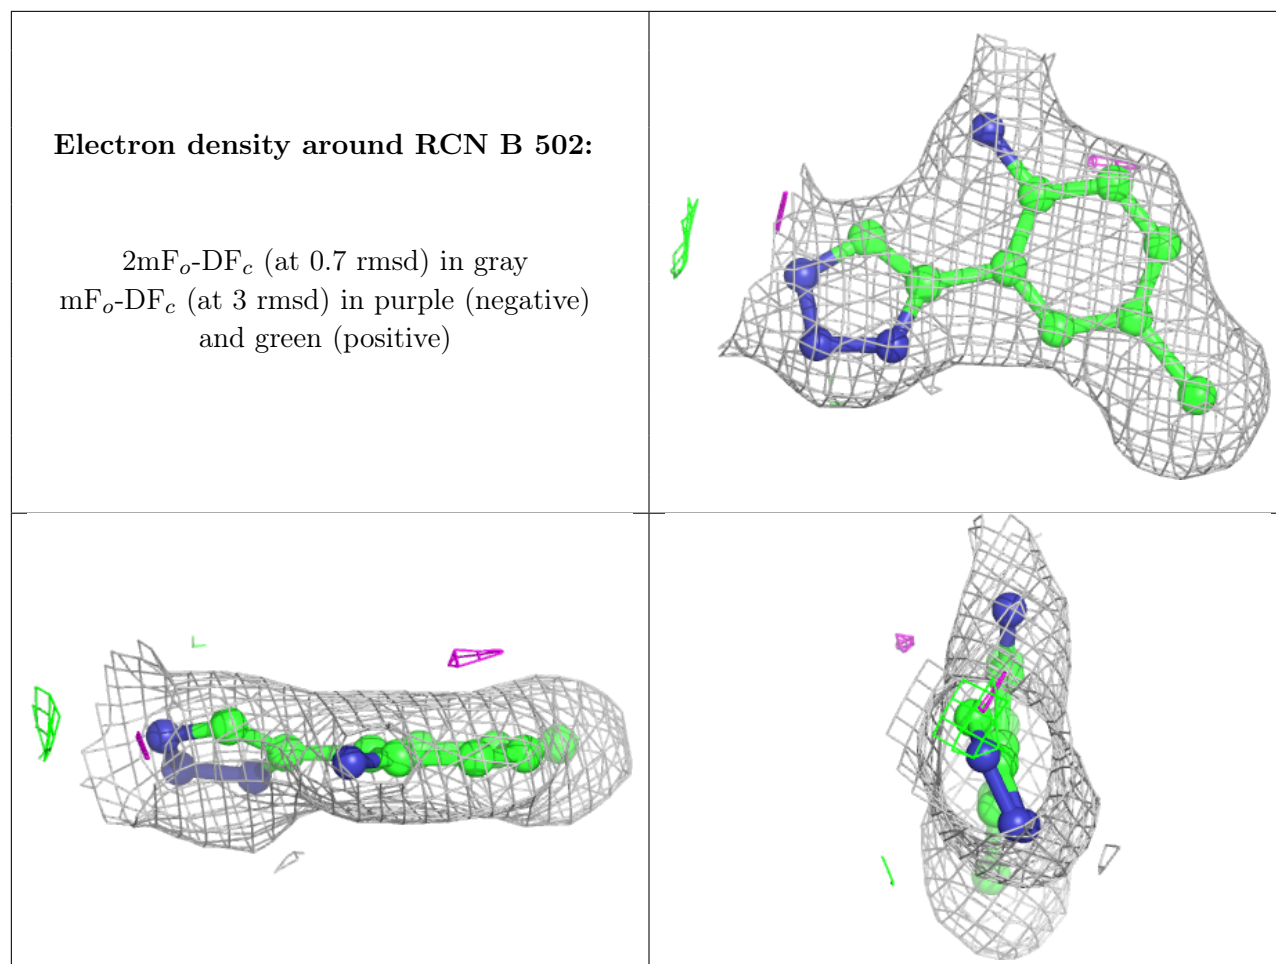 Electron density around RCN B 502:
2mFo-DFc (at 0.7 rmsd) in gray
mFo-DFc (at 3 rmsd) in purple (negative)
and green (positive)